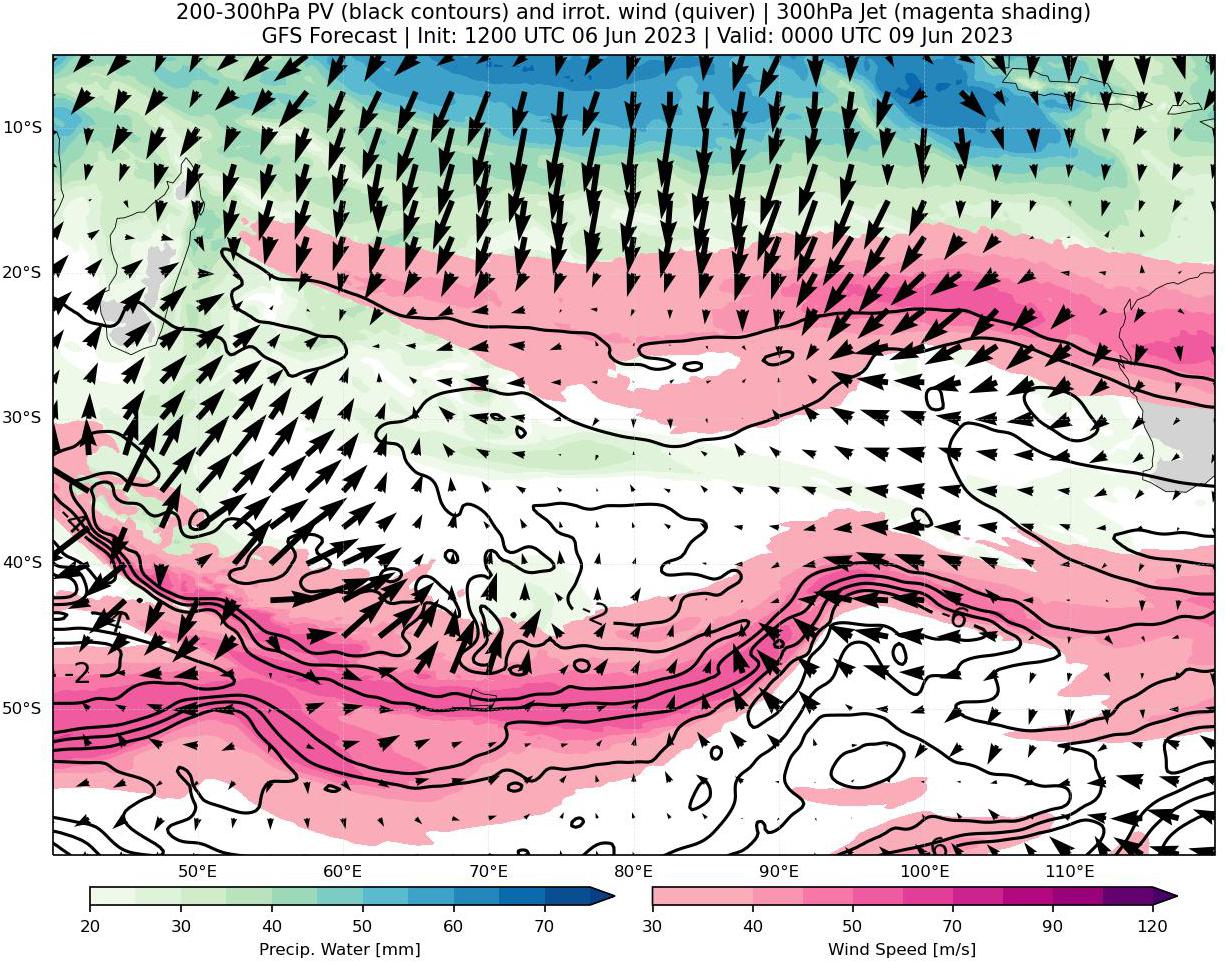 200-300hPa PV (black contours) and irrot. wind (quiver) | 300hPa Jet (magenta shading)
GFS Forecast | Init: 1200 UTC 06 Jun 2023 | Valid: 0000 UTC 09 Jun 2023
10°S
20°S
30°S
40°S
50°S
-2
-6
-2
50°E 60°E 70°E 80°E 90°E 100°E 110°E
20 30 40 50 60 70
30 40 50 70 90 120
Precip. Water [mm]
Wind Speed [m/s]